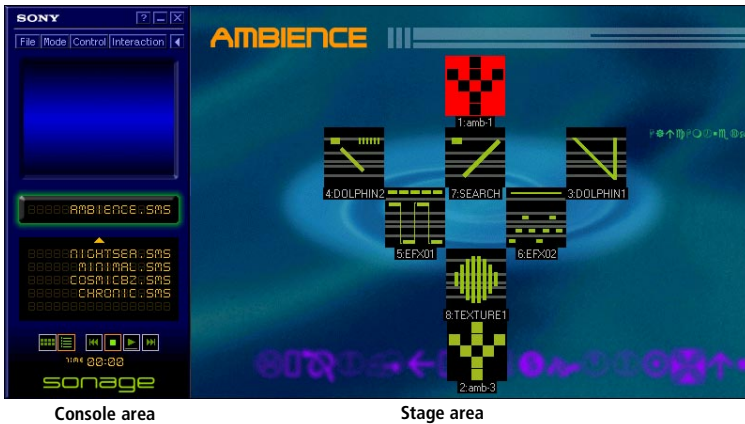 SONY
? _ X
File Mode Control Interaction
AMBIENCE.SMS
NIGHTSEA.SMS
MINIMAL.SMS
COSMICBZ.SMS
CHRONIC.SMS
TIME 00:00
sonage
AMBIENCE
1:amb-1
4:DOLPHIN2
7:SEARCH
3:DOLPHIN1
5:EFX01
6:EFX02
8:TEXTURE1
2:amb-3
Console area
Stage area